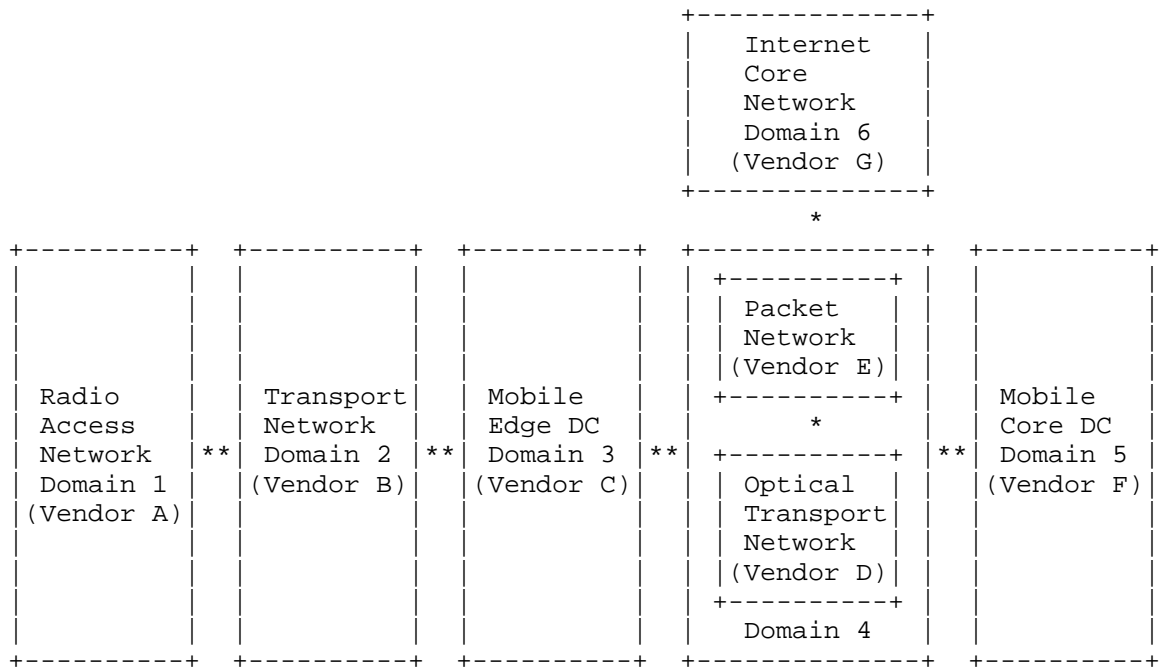 Internet
Core
Network
Domain 6
(Vendor G)
*
Packet
Network
(Vendor E)
Radio Transport Mobile Mobile
Access Network Edge DC * Core DC
Network ** Domain 2 ** Domain 3 ** ** Domain 5
Domain 1 (Vendor B) (Vendor C) Optical (Vendor F)
(Vendor A) Transport
Network
(Vendor D)
Domain 4